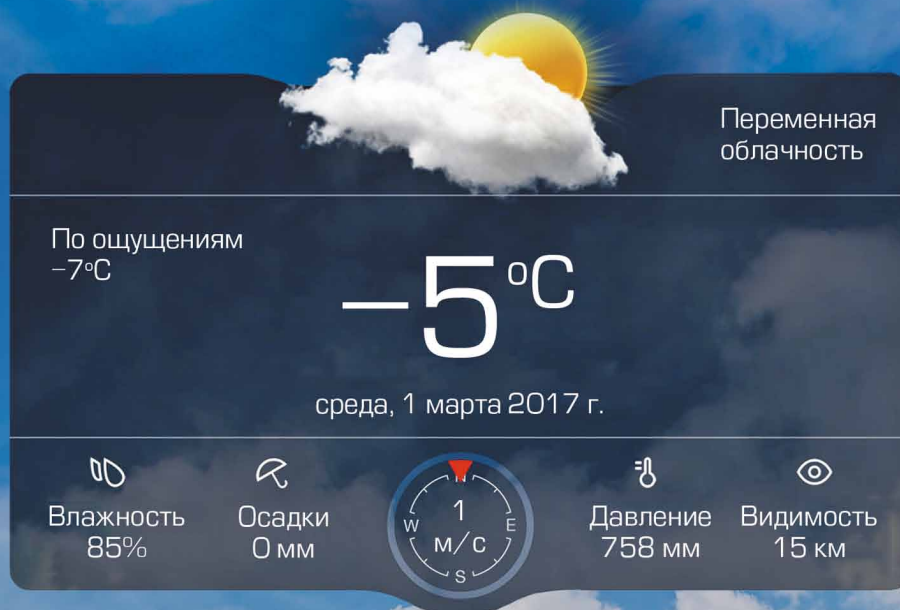 Переменная
облачность
По ощущениям
−7°C
−5°C
среда, 1 марта 2017 г.
Влажность
85%
Осадки
0 мм
N
W
1
E
м/с
S
Давление
758 мм
Видимость
15 км